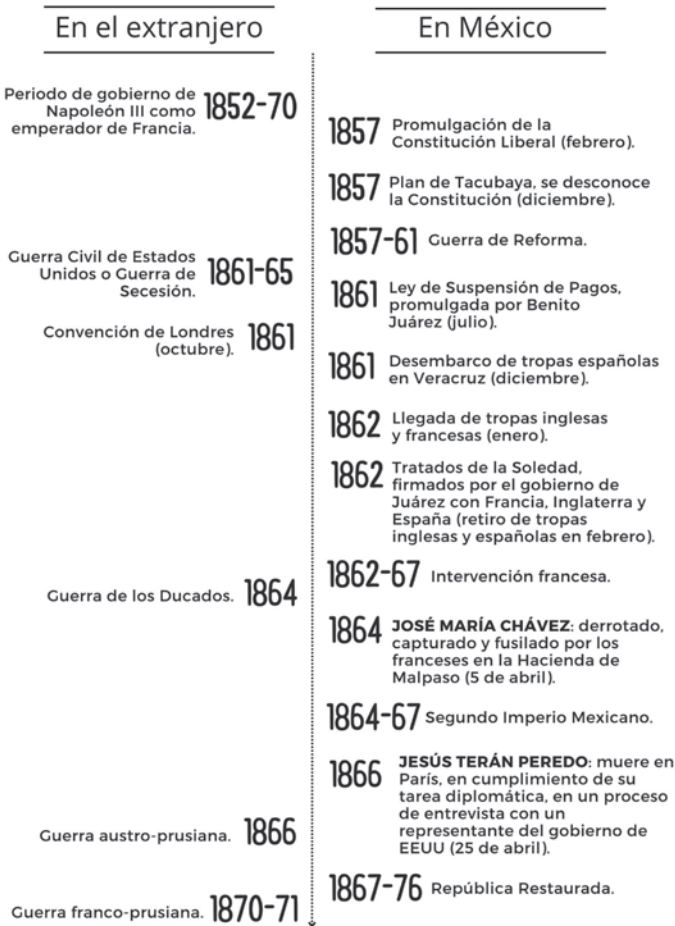 En el extranjero
Periodo de gobierno de
Napoleón III como
emperador de Francia.
1852-70
Guerra Civil de Estados
Unidos o Guerra de
Secesión.
1861-65
Convención de Londres
(octubre).
1861
Guerra de los Ducados. 1864
Guerra austro-prusiana. 1866
Guerra franco-prusiana. 1870-71
En México
1857 Promulgación de la
Constitución Liberal (febrero).
1857 Plan de Tacubaya, se desconoce
la Constitución (diciembre).
1857-61 Guerra de Reforma.
1861 Ley de Suspensión de Pagos,
promulgada por Benito
Juárez (julio).
1861 Desembarco de tropas españolas
en Veracruz (diciembre).
1862 Llegada de tropas inglesas
y francesas (enero).
1862 Tratados de la Soledad,
firmados por el gobierno de
Juárez con Francia, Inglaterra y
España (retiro de tropas
inglesas y españolas en febrero).
1862-67 Intervención francesa.
1864 JOSÉ MARÍA CHÁVEZ: derrotado,
capturado y fusilado por los
franceses en la Hacienda de
Malpaso (5 de abril).
1864-67 Segundo Imperio Mexicano.
1866 JESÚS TERÁN PEREDO: muere en
París, en cumplimiento de su
tarea diplomática, en un proceso
de entrevista con un
representante del gobierno de
EEUU (25 de abril).
1867-76 República Restaurada.